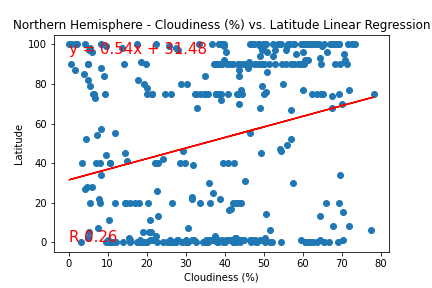 Northern Hemisphere - Cloudiness (%) vs. Latitude Linear Regression
100
y = 0.54x + 31.48
80
60
Latitude
40
20
R 0.26
0
0 10 20 30 40 50 60 70 80
Cloudiness (%)